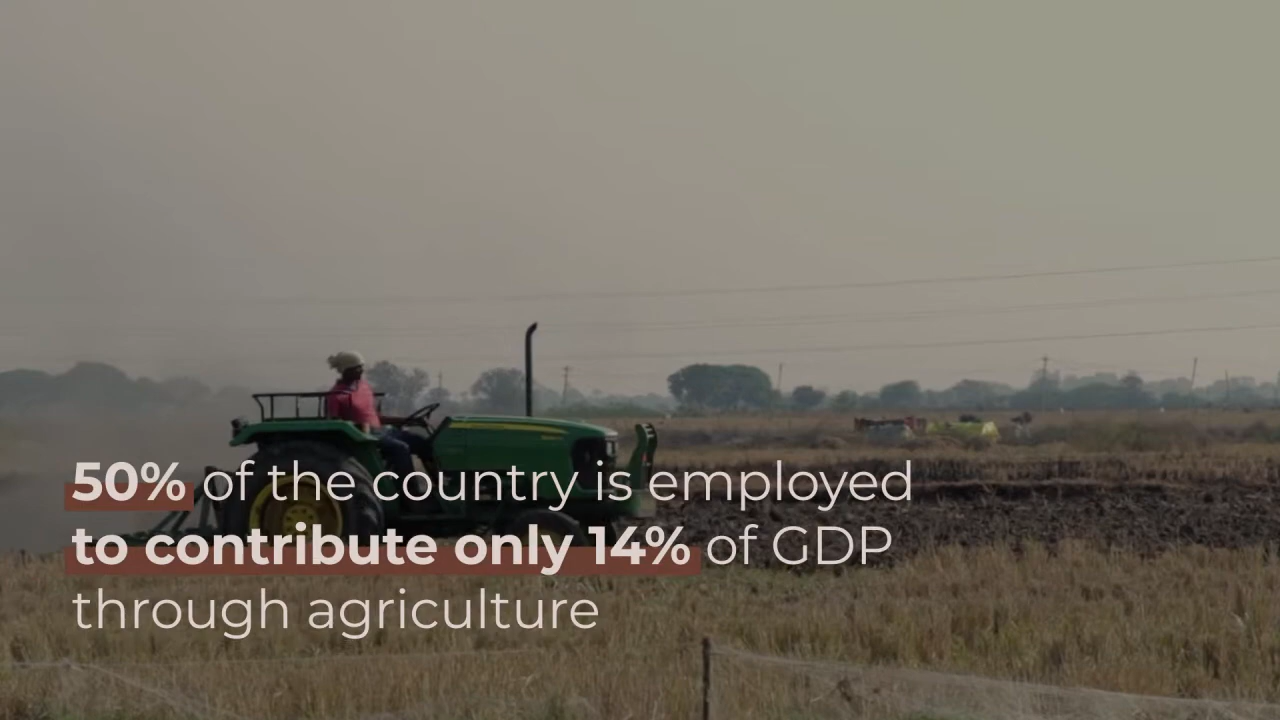 50% of the country is employed
to contribute only 14% of GDP
through agriculture